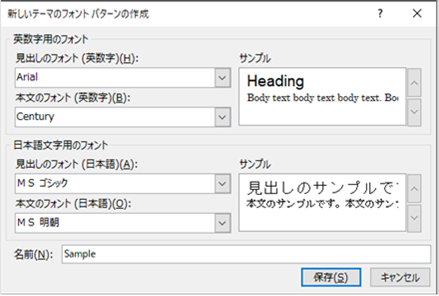 新しいテーマのフォント パターンの作成
英数字用のフォント
見出しのフォント (英数字)(H):
Arial
本文のフォント (英数字)(B):
Century
サンプル
Heading
Body text body text body text. Bo
日本語文字用のフォント
見出しのフォント (日本語)(A):
ＭＳ ゴシック
本文のフォント (日本語)(O):
ＭＳ 明朝
サンプル
見出しのサンプルで
本文のサンプルです。本文のサン
名前(N):
Sample
保存(S)
キャンセル